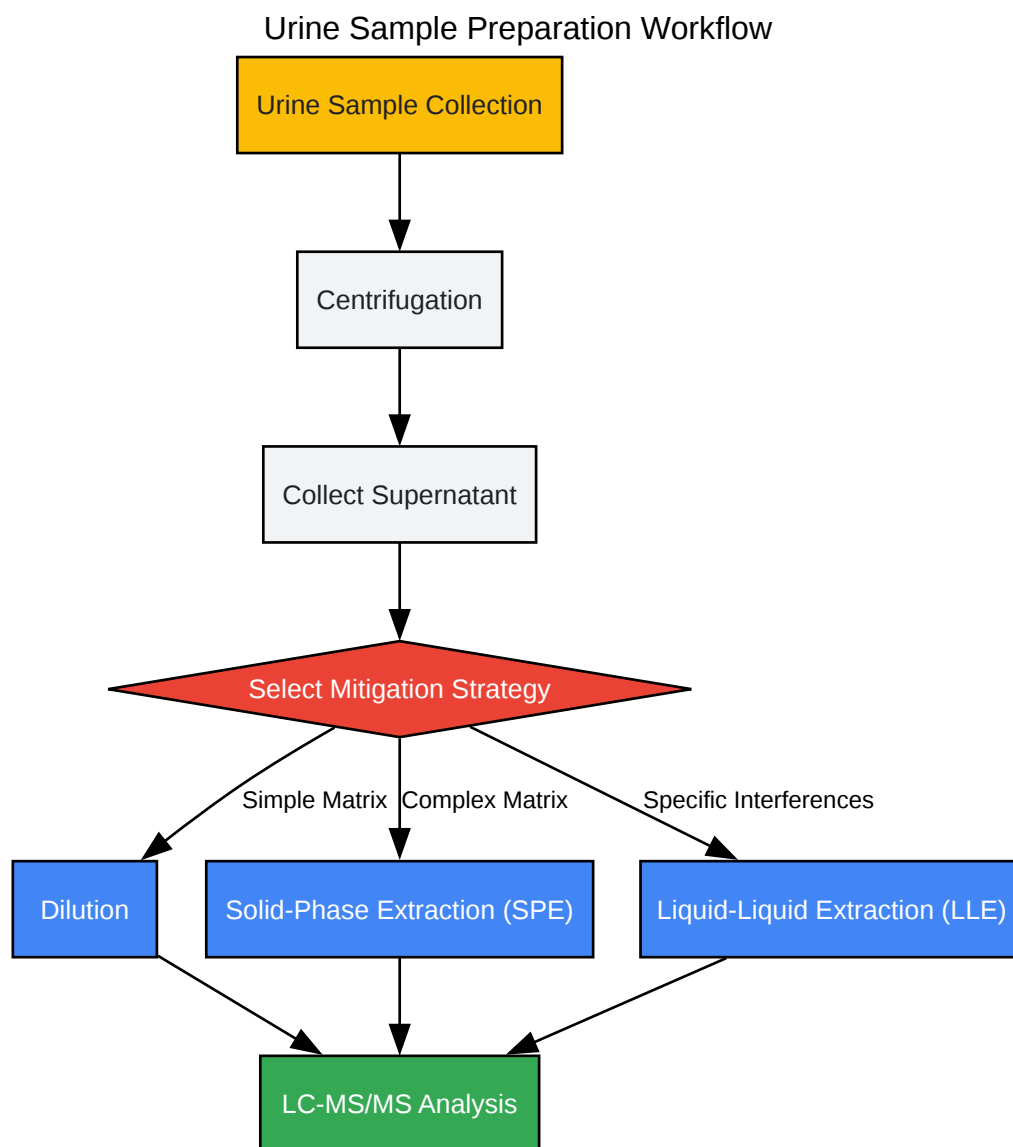 Urine Sample Preparation Workflow
Urine Sample Collection
Centrifugation
Collect Supernatant
Select Mitigation Strategy
Simple Matrix
Complex Matrix
Specific Interferences
Dilution
Solid-Phase Extraction (SPE)
Liquid-Liquid Extraction (LLE)
LC-MS/MS Analysis